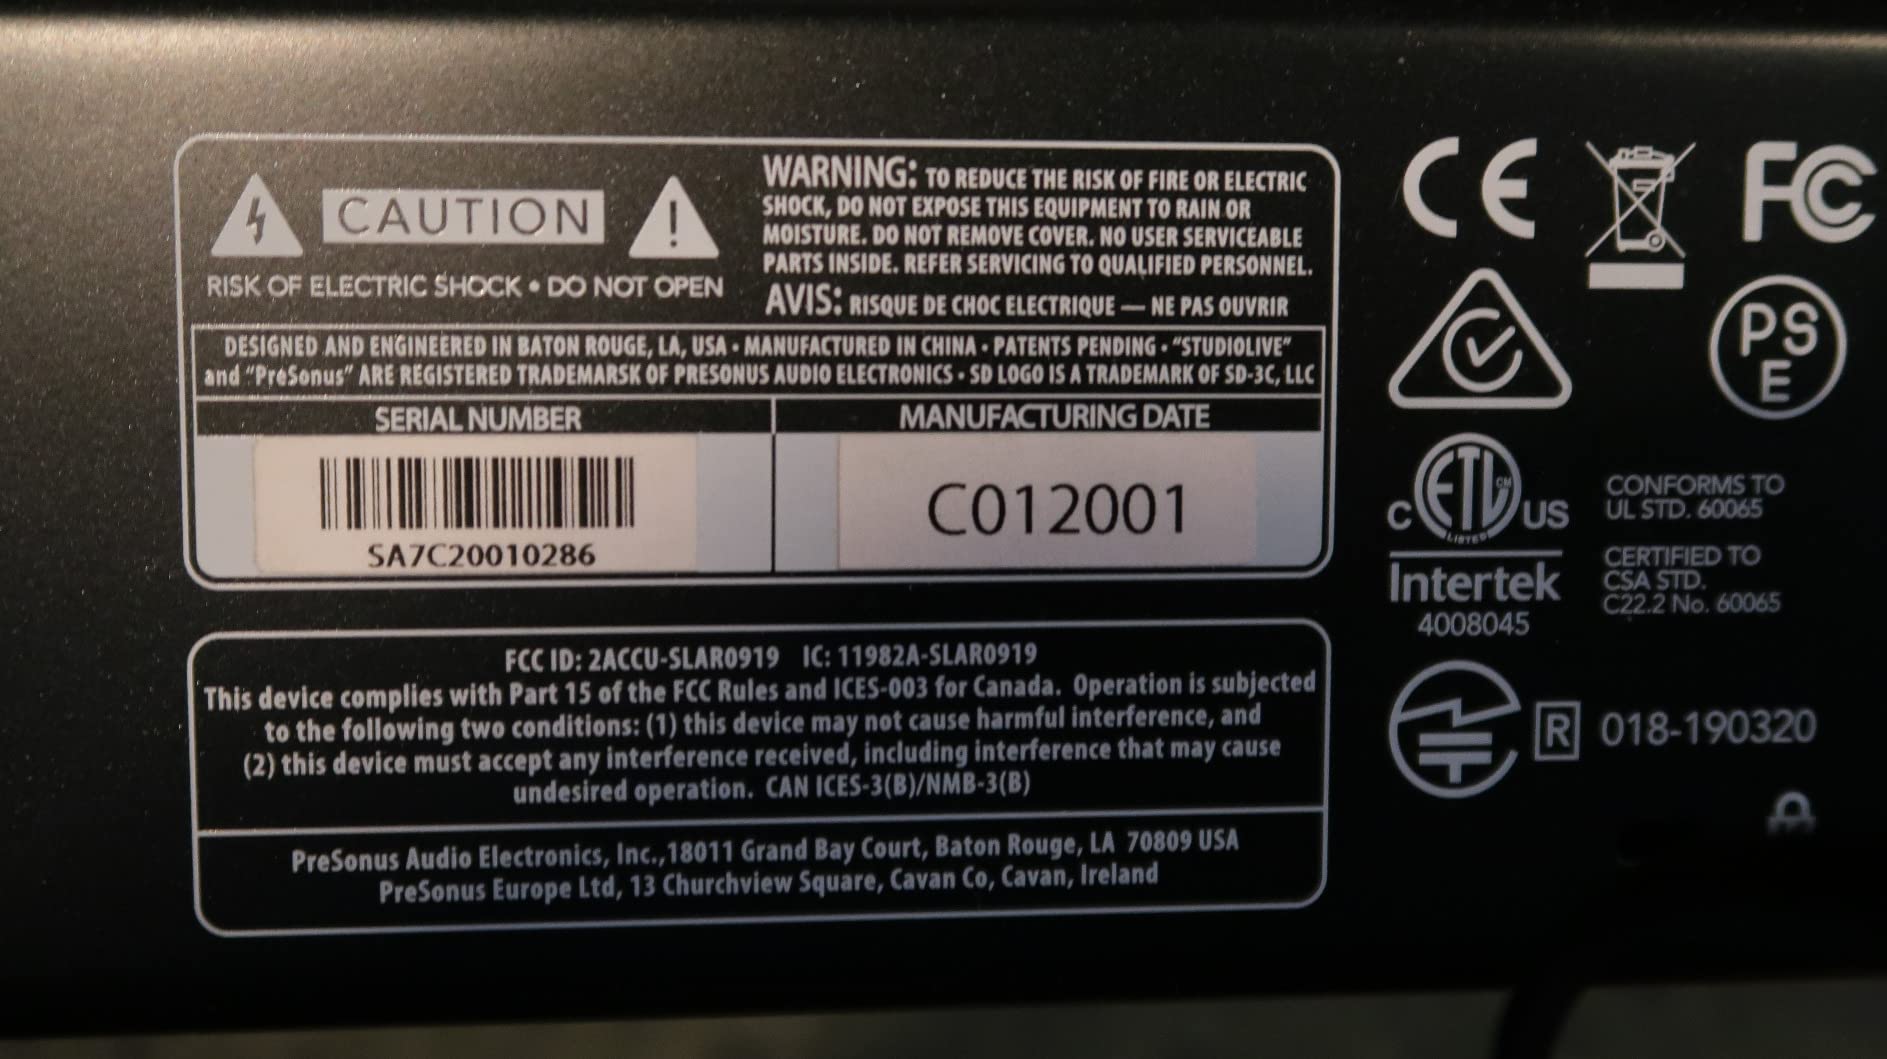 CAUTION
RISK OF ELECTRIC SHOCK • DO NOT OPEN
WARNING: TO REDUCE THE RISK OF FIRE OR ELECTRIC
SHOCK, DO NOT EXPOSE THIS EQUIPMENT TO RAIN OR
MOISTURE. DO NOT REMOVE COVER. NO USER SERVICEABLE
PARTS INSIDE. REFER SERVICING TO QUALIFIED PERSONNEL.
AVIS: RISQUE DE CHOC ELECTRIQUE — NE PAS OUVRIR
DESIGNED AND ENGINEERED IN BATON ROUGE, LA, USA • MANUFACTURED IN CHINA • PATENTS PENDING • "STUDIOLIVE"
and "PreSonus" ARE REGISTERED TRADEMARSK OF PRESONUS AUDIO ELECTRONICS • SD LOGO IS A TRADEMARK OF SD-3C, LLC
SERIAL NUMBER
SA7C20010286
MANUFACTURING DATE
C012001
FCC ID: 2ACCU-SLAR0919 IC: 11982A-SLAR0919
This device complies with Part 15 of the FCC Rules and ICES-003 for Canada. Operation is subjected
to the following two conditions: (1) this device may not cause harmful interference, and
(2) this device must accept any interference received, including interference that may cause
undesired operation. CAN ICES-3(B)/NMB-3(B)
PreSonus Audio Electronics, Inc.,18011 Grand Bay Court, Baton Rouge, LA 70809 USA
PreSonus Europe Ltd, 13 Churchview Square, Cavan Co, Cavan, Ireland
CE
FC
PS
E
C ETL CM US
LISTED
Intertek
4008045
CONFORMS TO
UL STD. 60065
CERTIFIED TO
CSA STD.
C22.2 No. 60065
R 018-190320